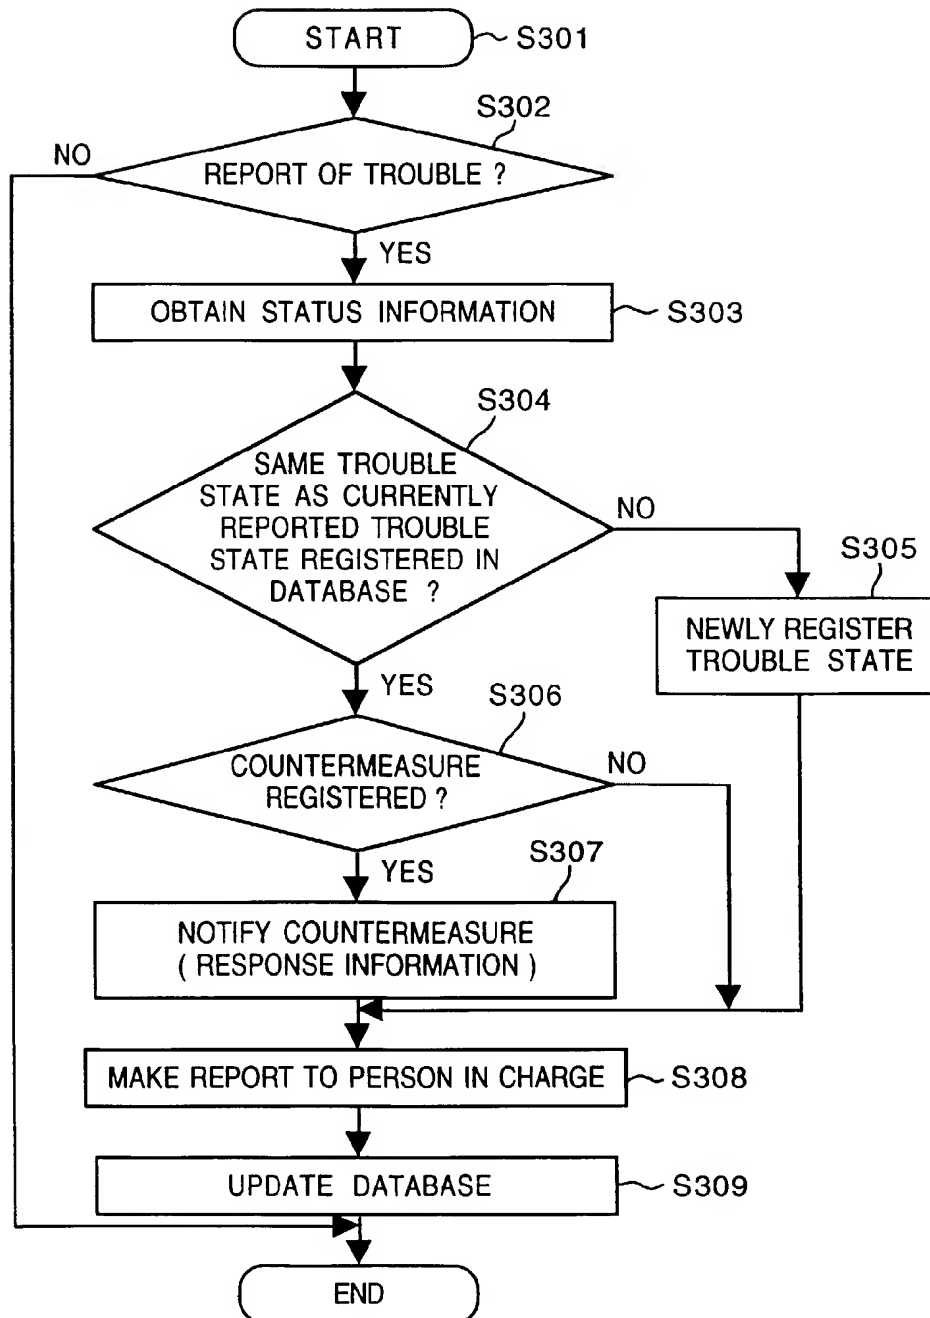 START
S301
S302
NO
REPORT OF TROUBLE ?
YES
OBTAIN STATUS INFORMATION
S303
S304
SAME TROUBLE
STATE AS CURRENTLY
REPORTED TROUBLE
STATE REGISTERED IN
DATABASE ?
NO
S305
NEWLY REGISTER
TROUBLE STATE
YES
S306
COUNTERMEASURE
REGISTERED ?
NO
YES
S307
NOTIFY COUNTERMEASURE
( RESPONSE INFORMATION )
MAKE REPORT TO PERSON IN CHARGE
S308
UPDATE DATABASE
S309
END